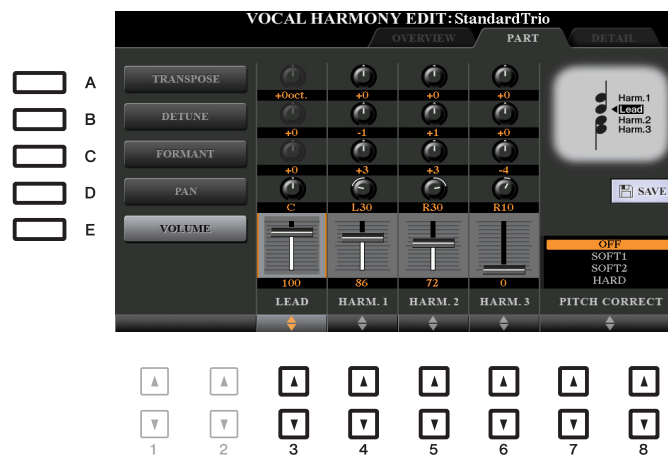 VOCAL HARMONY EDIT:StandardTrio
OVERVIEW PART DETAIL
A TRANSPOSE
+0oct. +0 +0 +0
B DETUNE
+0 -1 +1 +0
C FORMANT
+0 +3 +3 -4
D PAN
C L30 R30 R10
E VOLUME
100 86 72 0
LEAD HARM. 1 HARM. 2 HARM. 3
Harm.1
Lead
Harm.2
Harm.3
SAVE
OFF
SOFT1
SOFT2
HARD
PITCH CORRECT
1 2 3 4 5 6 7 8